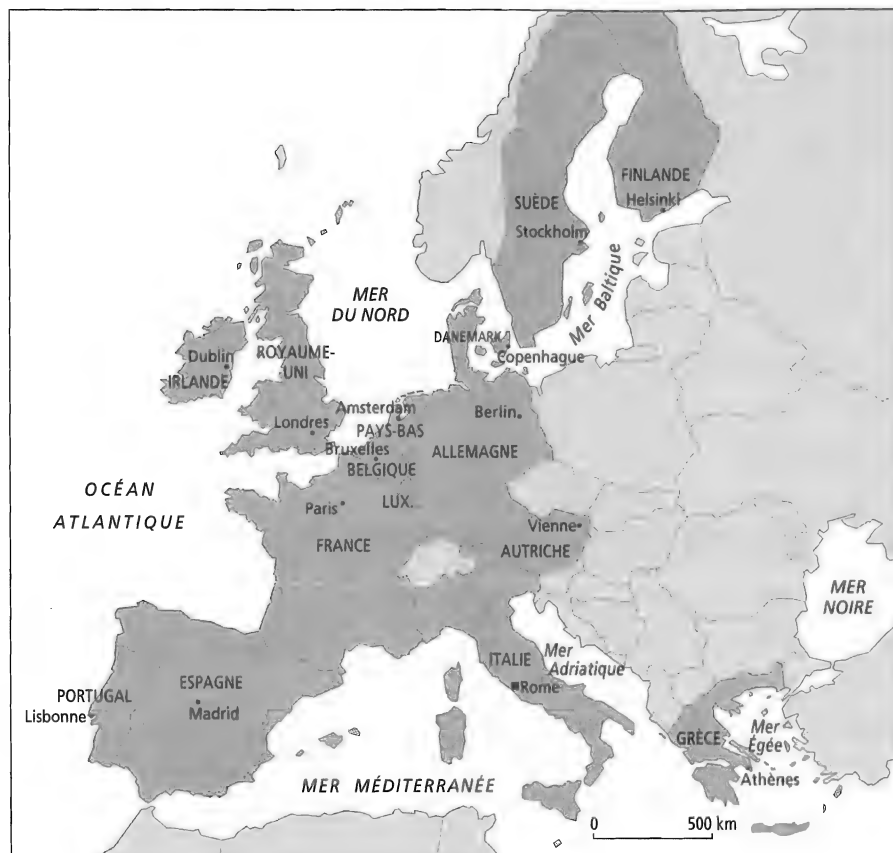 FINLANDE
Helsinki
SUÈDE
Stockholm
Mer Baltique
MER
DU NORD
DANEMARK
Copenhague
Dublin
IRLANDE
ROYAUME-
UNI
Londres
Amsterdam
PAYS-BAS
Berlin
Bruxelles
BELGIQUE
ALLEMAGNE
OCÉAN
ATLANTIQUE
Paris
LUX.
FRANCE
Vienne
AUTRICHE
MER
NOIRE
PORTUGAL
Lisbonne
ESPAGNE
Madrid
ITALIE
Rome
Mer
Adriatique
GRÈCE
Mer
Égée
Athènes
MER MÉDITERRANÉE
0 500 km